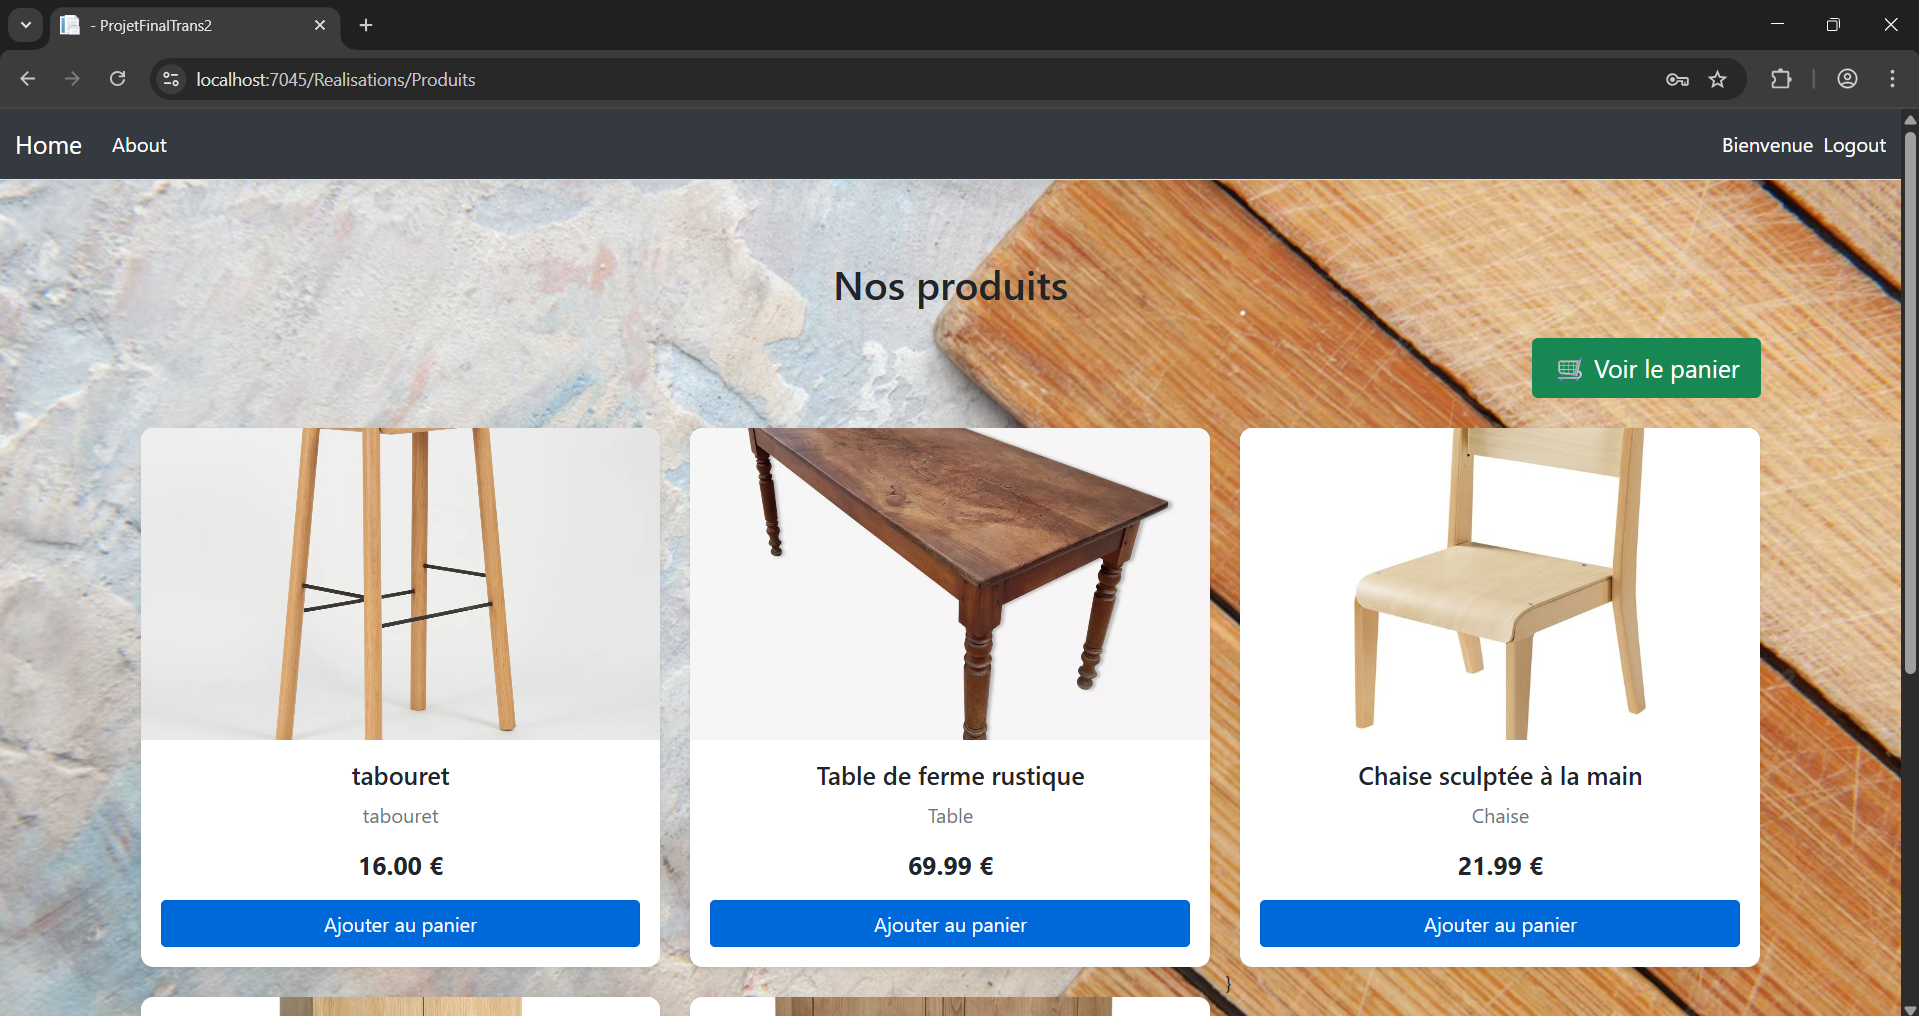 - ProjetFinalTrans2
localhost:7045/Realisations/Produits
Home About Bienvenue Logout
Nos produits
Voir le panier
tabouret
tabouret
16.00 €
Ajouter au panier
Table de ferme rustique
Table
69.99 €
Ajouter au panier
Chaise sculptée à la main
Chaise
21.99 €
Ajouter au panier
}